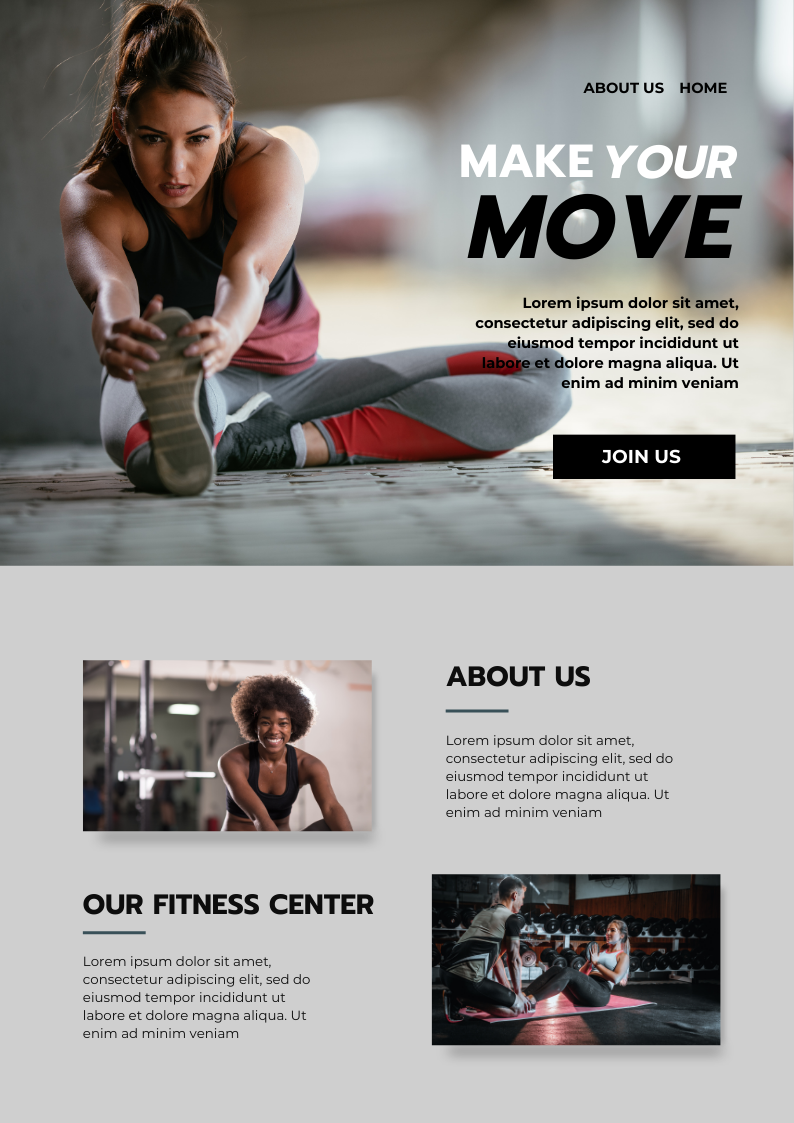 ABOUT US HOME
MAKE YOUR
MOVE
Lorem ipsum dolor sit amet,
consectetur adipiscing elit, sed do
eiusmod tempor incididunt ut
labore et dolore magna aliqua. Ut
enim ad minim veniam
JOIN US
ABOUT US
Lorem ipsum dolor sit amet,
consectetur adipiscing elit, sed do
eiusmod tempor incididunt ut
labore et dolore magna aliqua. Ut
enim ad minim veniam
OUR FITNESS CENTER
Lorem ipsum dolor sit amet,
consectetur adipiscing elit, sed do
eiusmod tempor incididunt ut
labore et dolore magna aliqua. Ut
enim ad minim veniam